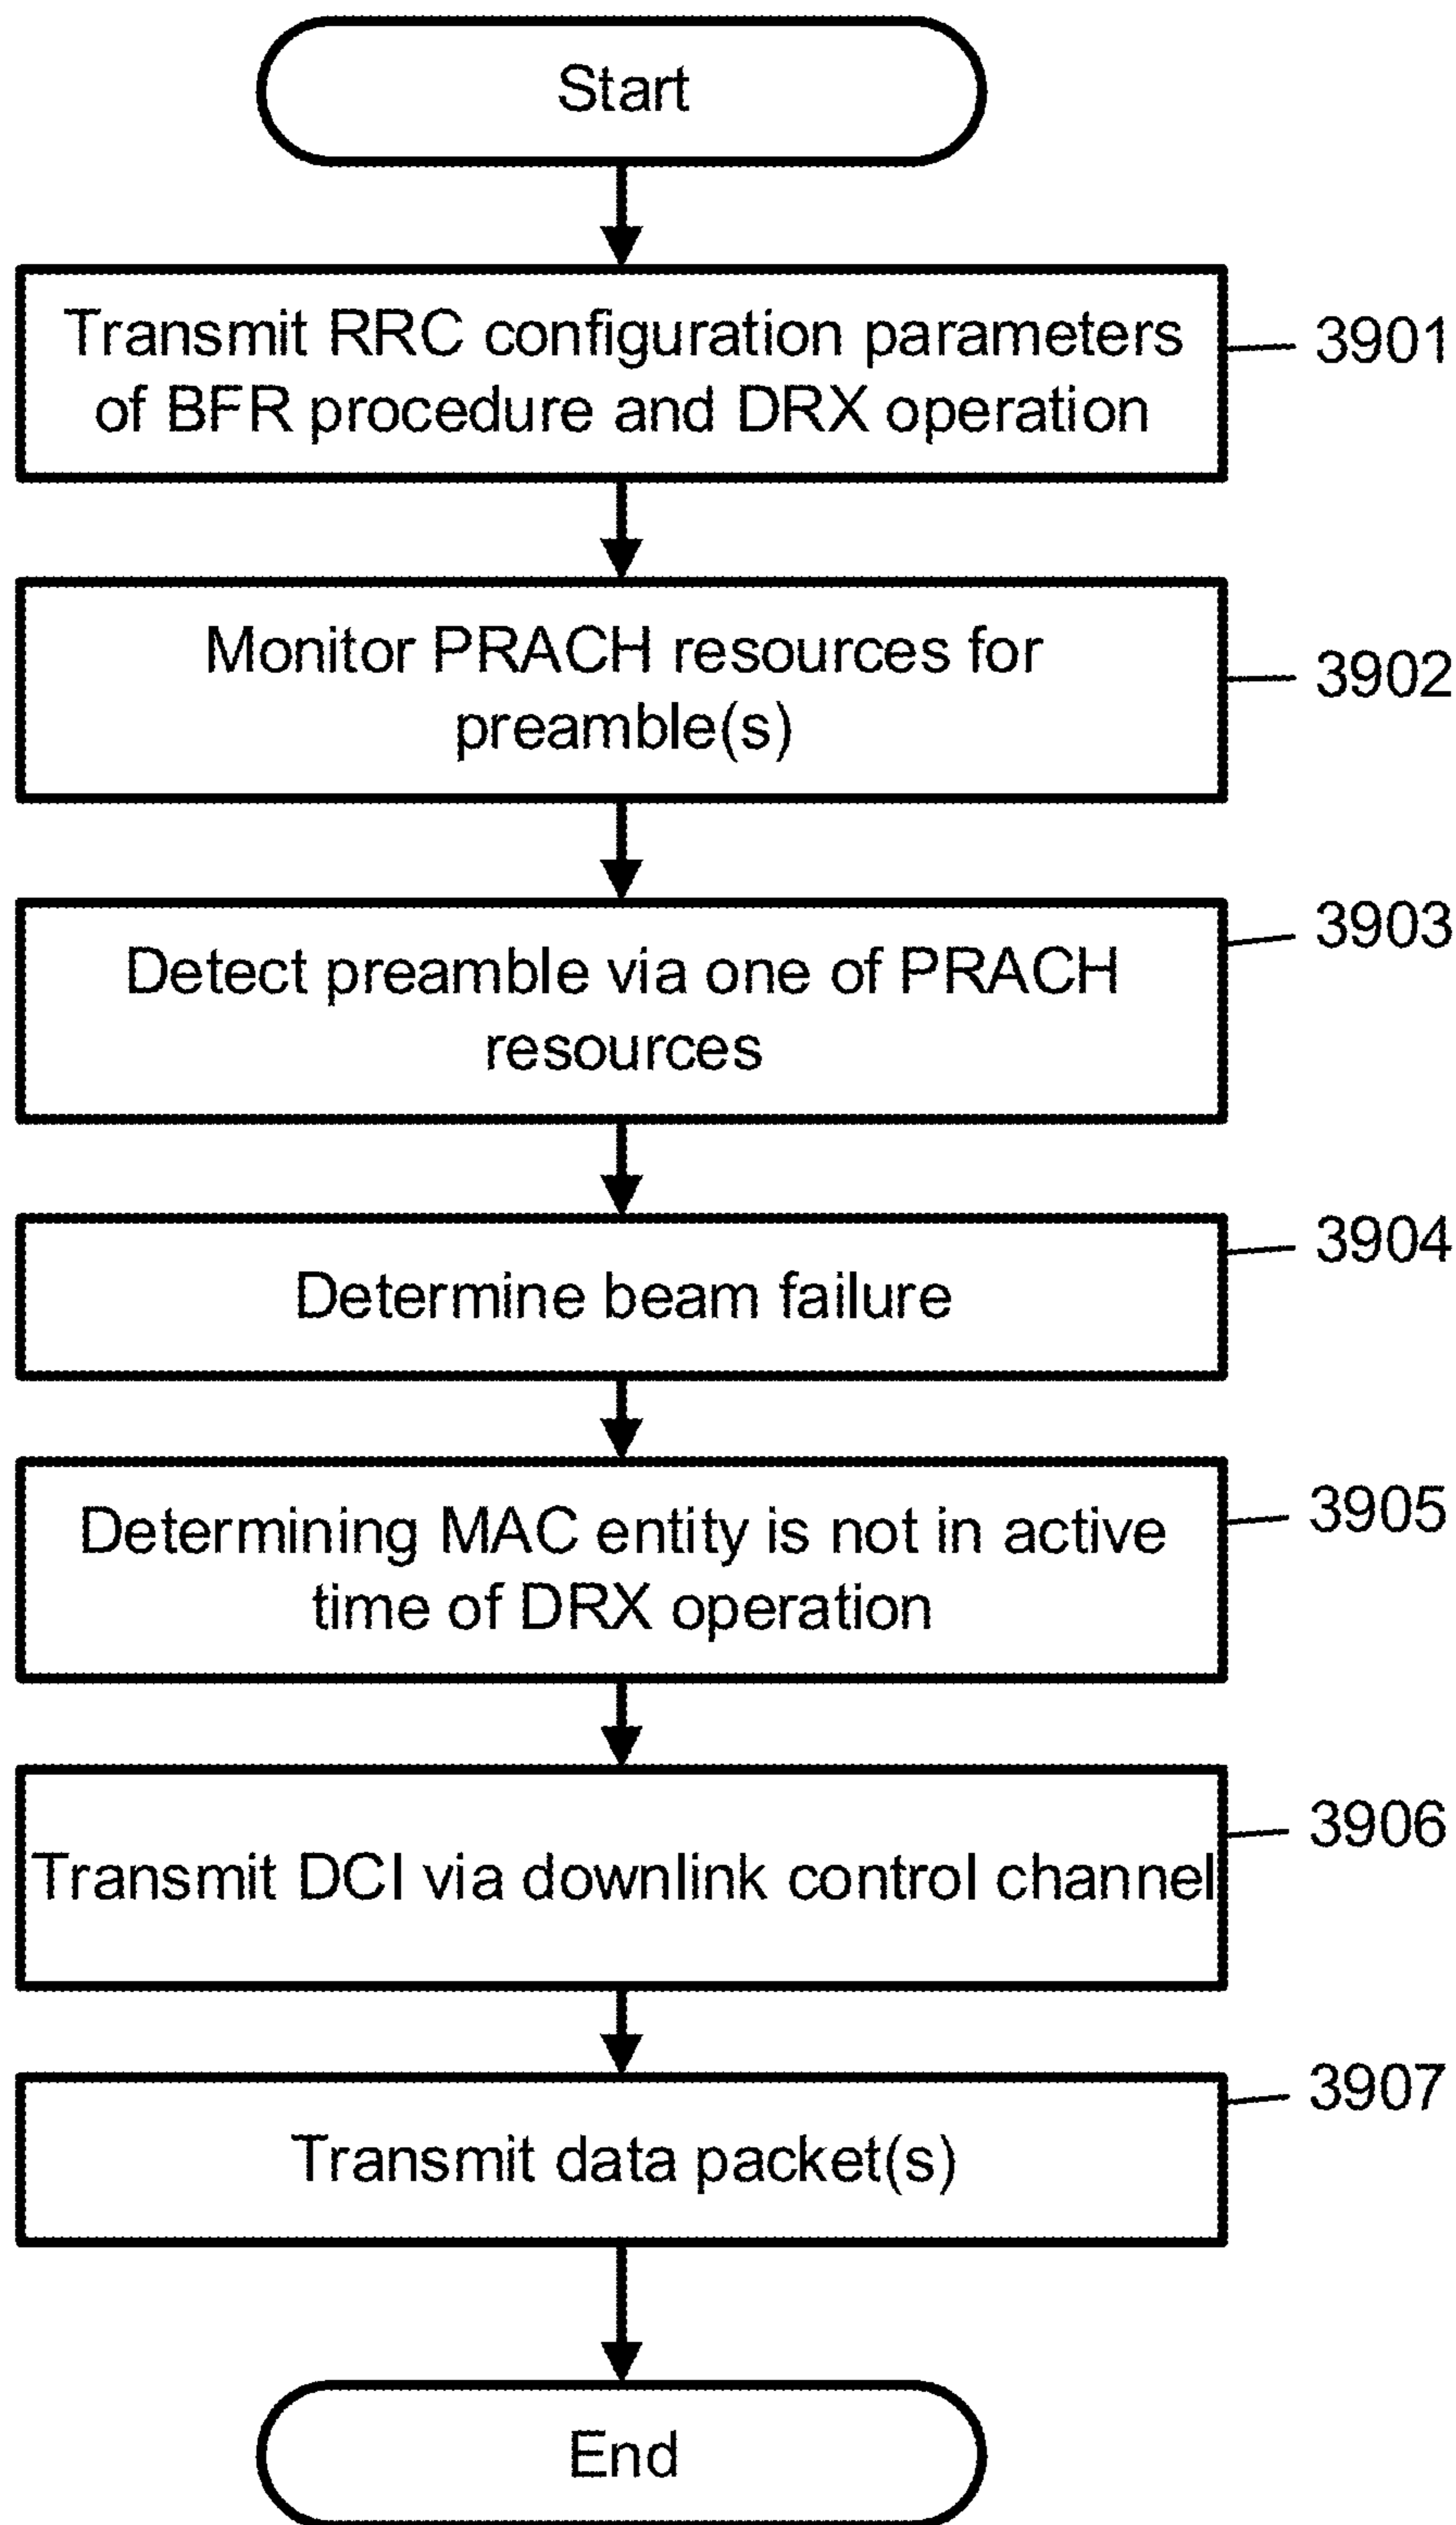 Start
Transmit RRC configuration parameters
of BFR procedure and DRX operation
3901
Monitor PRACH resources for
preamble(s)
3902
Detect preamble via one of PRACH
resources
3903
Determine beam failure
3904
Determining MAC entity is not in active
time of DRX operation
3905
Transmit DCI via downlink control channel
3906
Transmit data packet(s)
3907
End